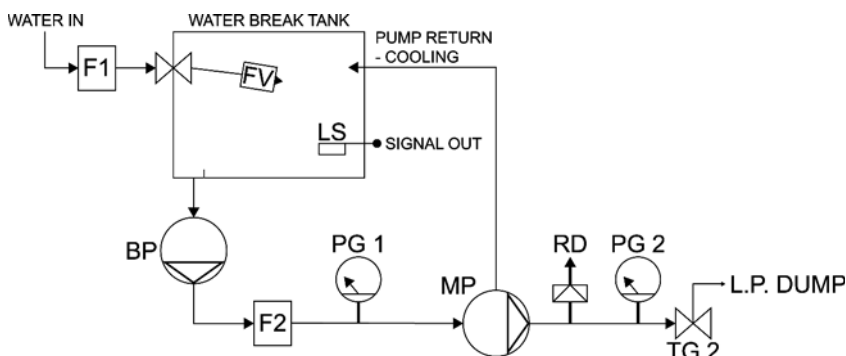 WATER IN
WATER BREAK TANK
PUMP RETURN
- COOLING
F1
FV
LS
SIGNAL OUT
BP
PG 1
MP
RD
PG 2
L.P. DUMP
F2
TG 2